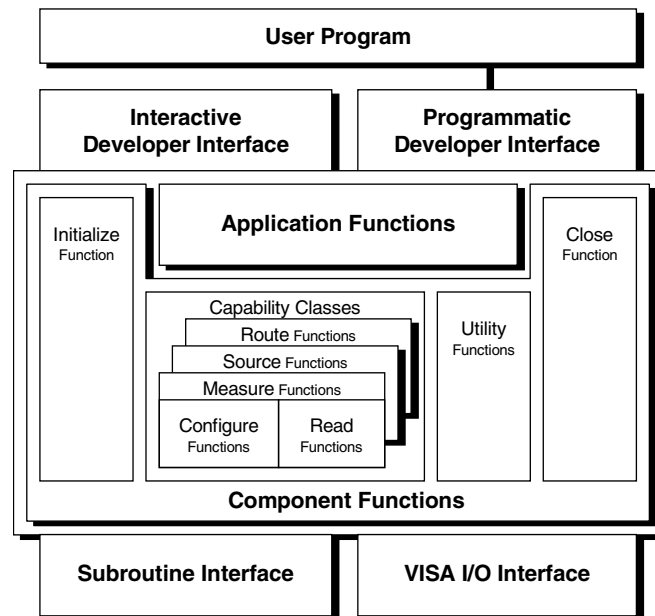 User Program
Interactive
Developer Interface
Programmatic
Developer Interface
Application Functions
Initialize
Function
Close
Function
Capability Classes
Route Functions
Source Functions
Measure Functions
Configure
Functions
Read
Functions
Utility
Functions
Component Functions
Subroutine Interface
VISA I/O Interface